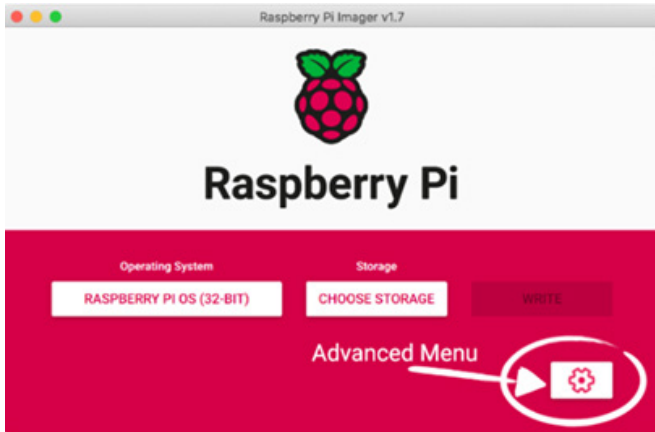 Raspberry Pi Imager v1.7
Raspberry Pi
Operating System
Storage
RASPBERRY PI OS (32-BIT)
CHOOSE STORAGE
WRITE
Advanced Menu